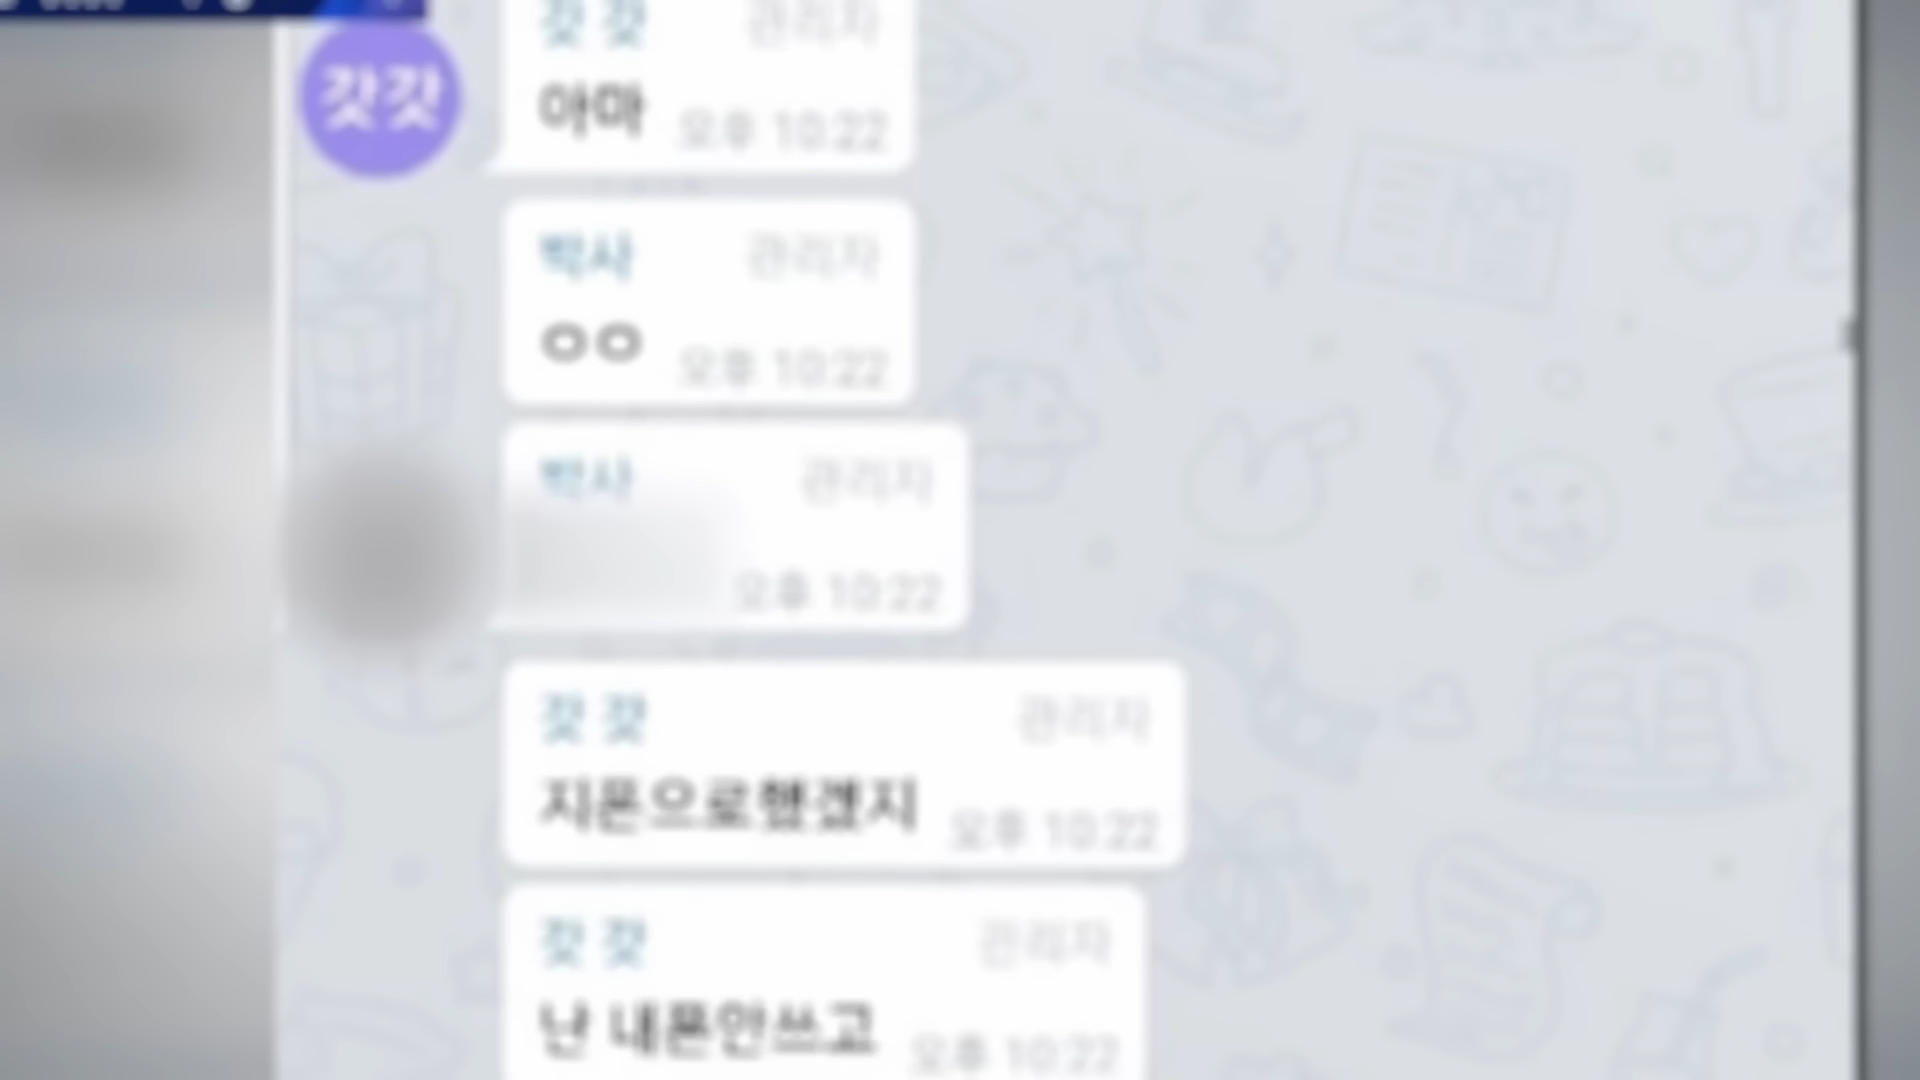 갓 갓 관리자
갓갓
아마 오후 10:22
박사 관리자
ㅇㅇ 오후 10:22
박사 관리자
오후 10:22
갓 갓 관리자
지폰으로했겠지 오후 10:22
갓 갓 관리자
난 내폰안쓰고 오후 10:22